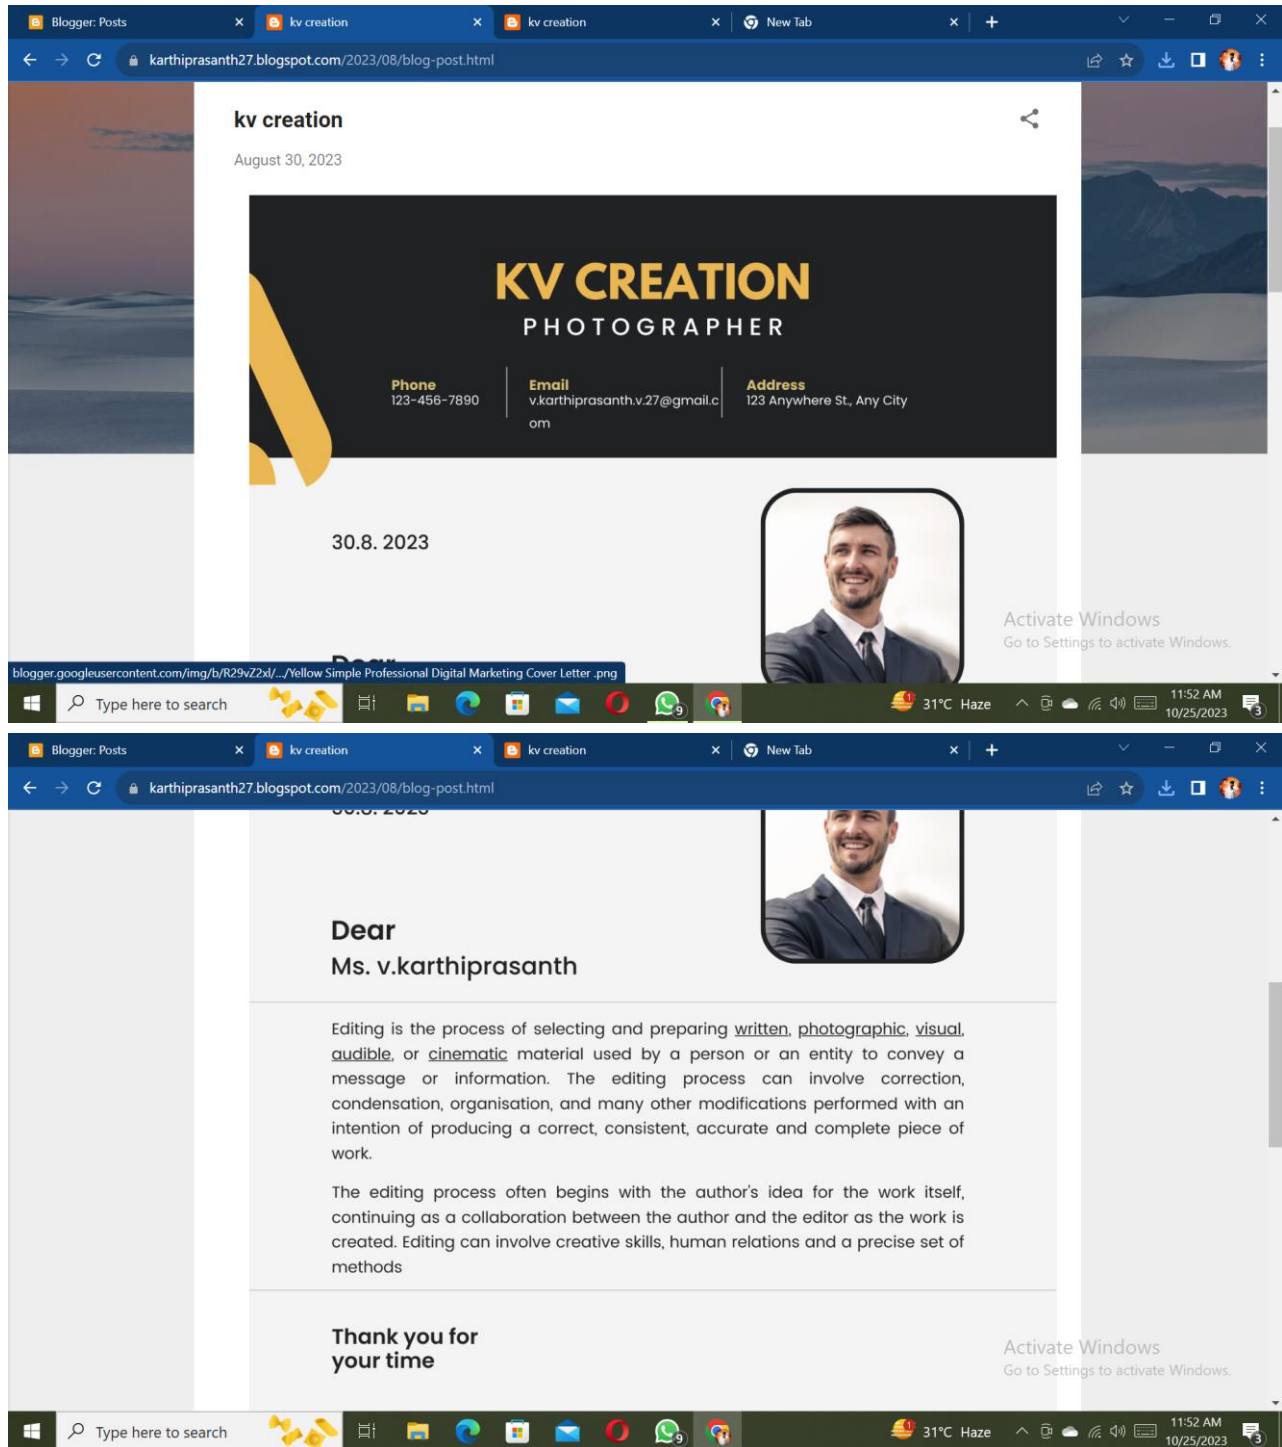 Blogger: Posts
kv creation
kv creation
New Tab
karthiprasanth27.blogspot.com/2023/08/blog-post.html
kv creation
August 30, 2023
KV CREATION
PHOTOGRAPHER
Phone
123-456-7890
Email
v.karthiprasanth.v.27@gmail.c
om
Address
123 Anywhere St., Any City
30.8. 2023
Activate Windows
Go to Settings to activate Windows.
Dear
blogger.googleusercontent.com/img/b/R29vZ2xl/.../Yellow Simple Professional Digital Marketing Cover Letter .png
Type here to search
9
1
31°C Haze
11:52 AM
10/25/2023
3
Blogger: Posts
kv creation
kv creation
New Tab
karthiprasanth27.blogspot.com/2023/08/blog-post.html
30.8. 2023
Dear
Ms. v.karthiprasanth
Editing is the process of selecting and preparing written, photographic, visual,
audible, or cinematic material used by a person or an entity to convey a
message or information. The editing process can involve correction,
condensation, organisation, and many other modifications performed with an
intention of producing a correct, consistent, accurate and complete piece of
work.
The editing process often begins with the author's idea for the work itself,
continuing as a collaboration between the author and the editor as the work is
created. Editing can involve creative skills, human relations and a precise set of
methods
Thank you for
your time
Activate Windows
Go to Settings to activate Windows.
Type here to search
9
1
31°C Haze
11:52 AM
10/25/2023
3